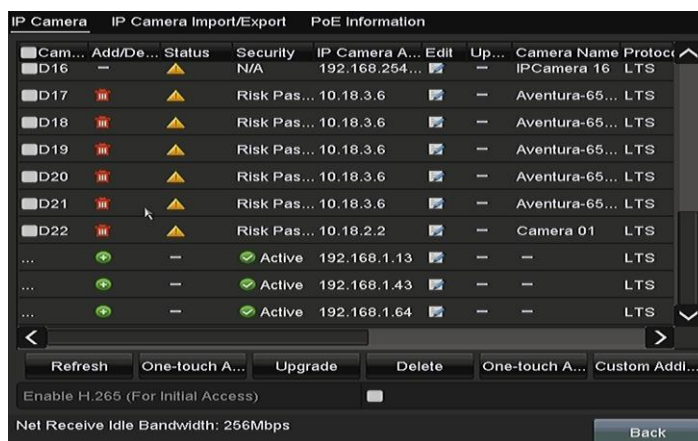 IP Camera IP Camera Import/Export PoE Information
Cam... Add/De... Status Security IP Camera A... Edit Up... Camera Name Protoco
D16 – N/A 192.168.254... – IPCamera 16 LTS
D17 Risk Pas... 10.18.3.6 – Aventura-65... LTS
D18 Risk Pas... 10.18.3.6 – Aventura-65... LTS
D19 Risk Pas... 10.18.3.6 – Aventura-65... LTS
D20 Risk Pas... 10.18.3.6 – Aventura-65... LTS
D21 Risk Pas... 10.18.3.6 – Aventura-65... LTS
D22 Risk Pas... 10.18.2.2 – Camera 01 LTS
... – Active 192.168.1.13 – – LTS
... – Active 192.168.1.43 – – LTS
... – Active 192.168.1.64 – – LTS
Refresh One-touch A... Upgrade Delete One-touch A... Custom Addi...
Enable H.265 (For Initial Access)
Net Receive Idle Bandwidth: 256Mbps
Back